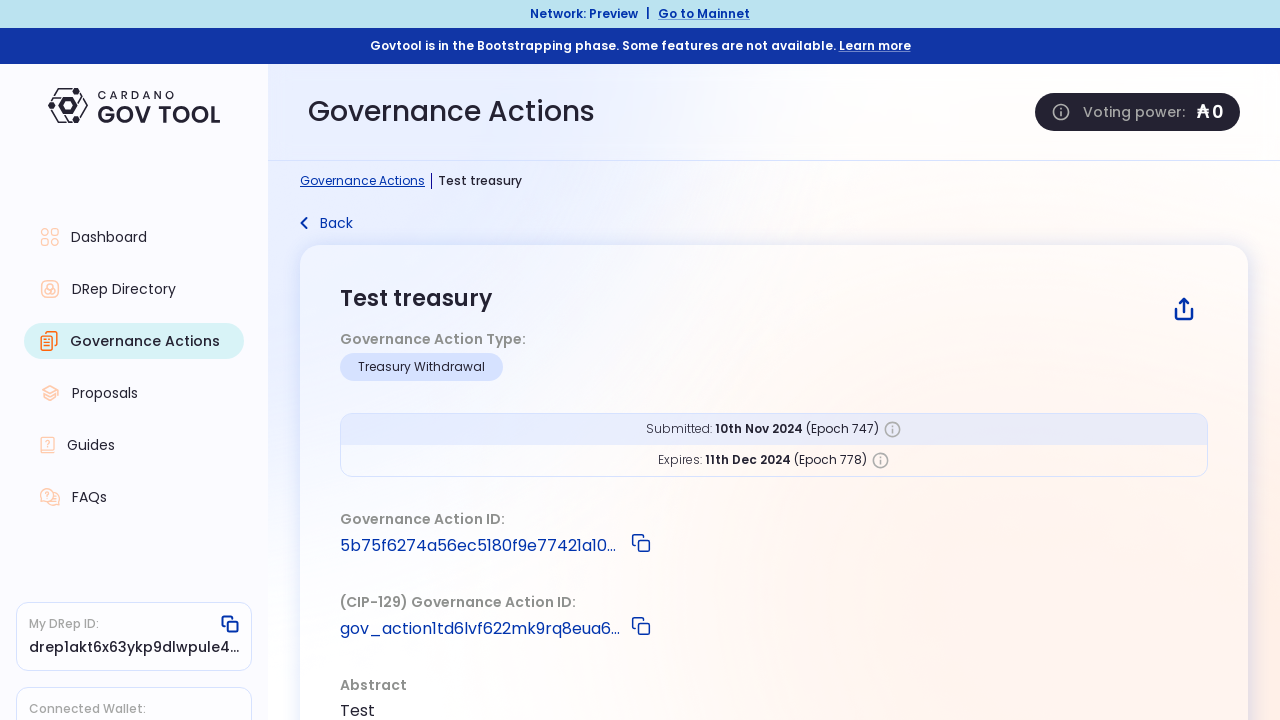 Network: Preview | Go to Mainnet
Govtool is in the Bootstrapping phase. Some features are not available. Learn more
CARDANO
GOV TOOL
Governance Actions
Voting power: ₳ 0
Governance Actions | Test treasury
Back
Dashboard
DRep Directory
Governance Actions
Proposals
Guides
FAQs
My DRep ID:
drep1akt6x63ykp9dlwpule4...
Connected Wallet:
Test treasury
Governance Action Type:
Treasury Withdrawal
Submitted: 10th Nov 2024 (Epoch 747)
Expires: 11th Dec 2024 (Epoch 778)
Governance Action ID:
5b75f6274a56ec5180f9e77421a10...
(CIP-129) Governance Action ID:
gov_action1td6lvf622mk9rq8eua6...
Abstract
Test